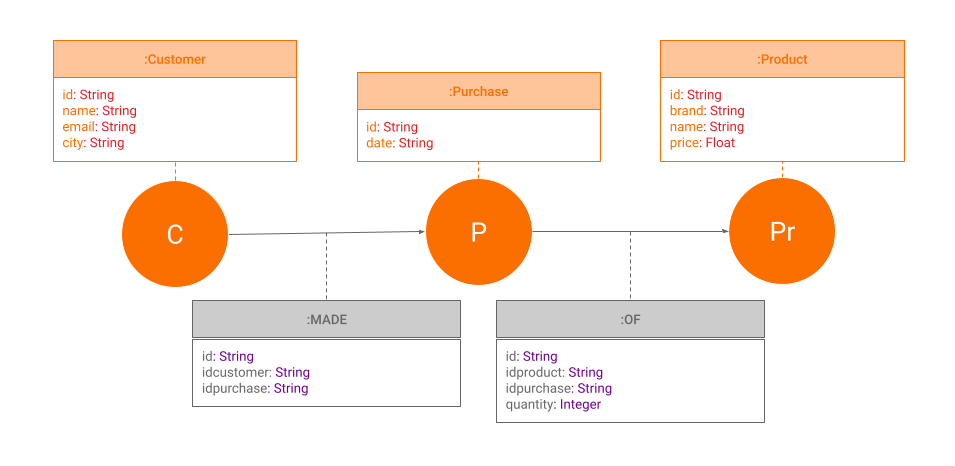 :Customer
id: String
name: String
email: String
city: String
:Purchase
id: String
date: String
:Product
id: String
brand: String
name: String
price: Float
C
P
Pr
:MADE
id: String
idcustomer: String
idpurchase: String
:OF
id: String
idproduct: String
idpurchase: String
quantity: Integer